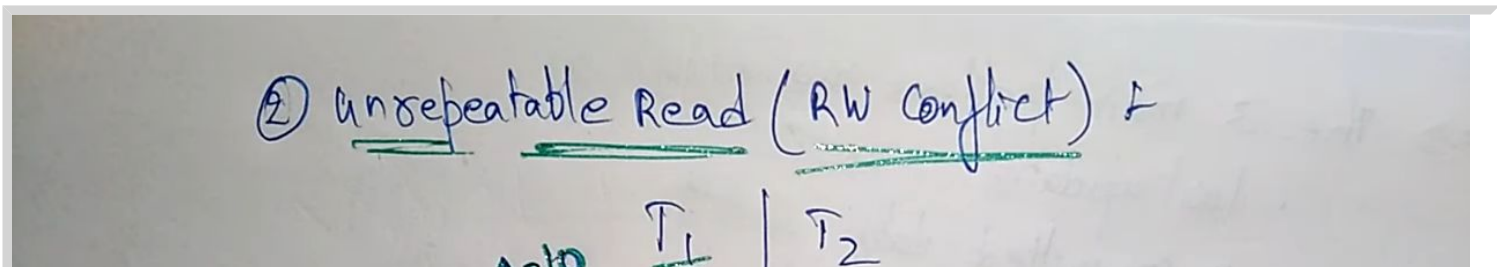 ② unrepeatable Read (RW Conflict) :-
T1 | T2